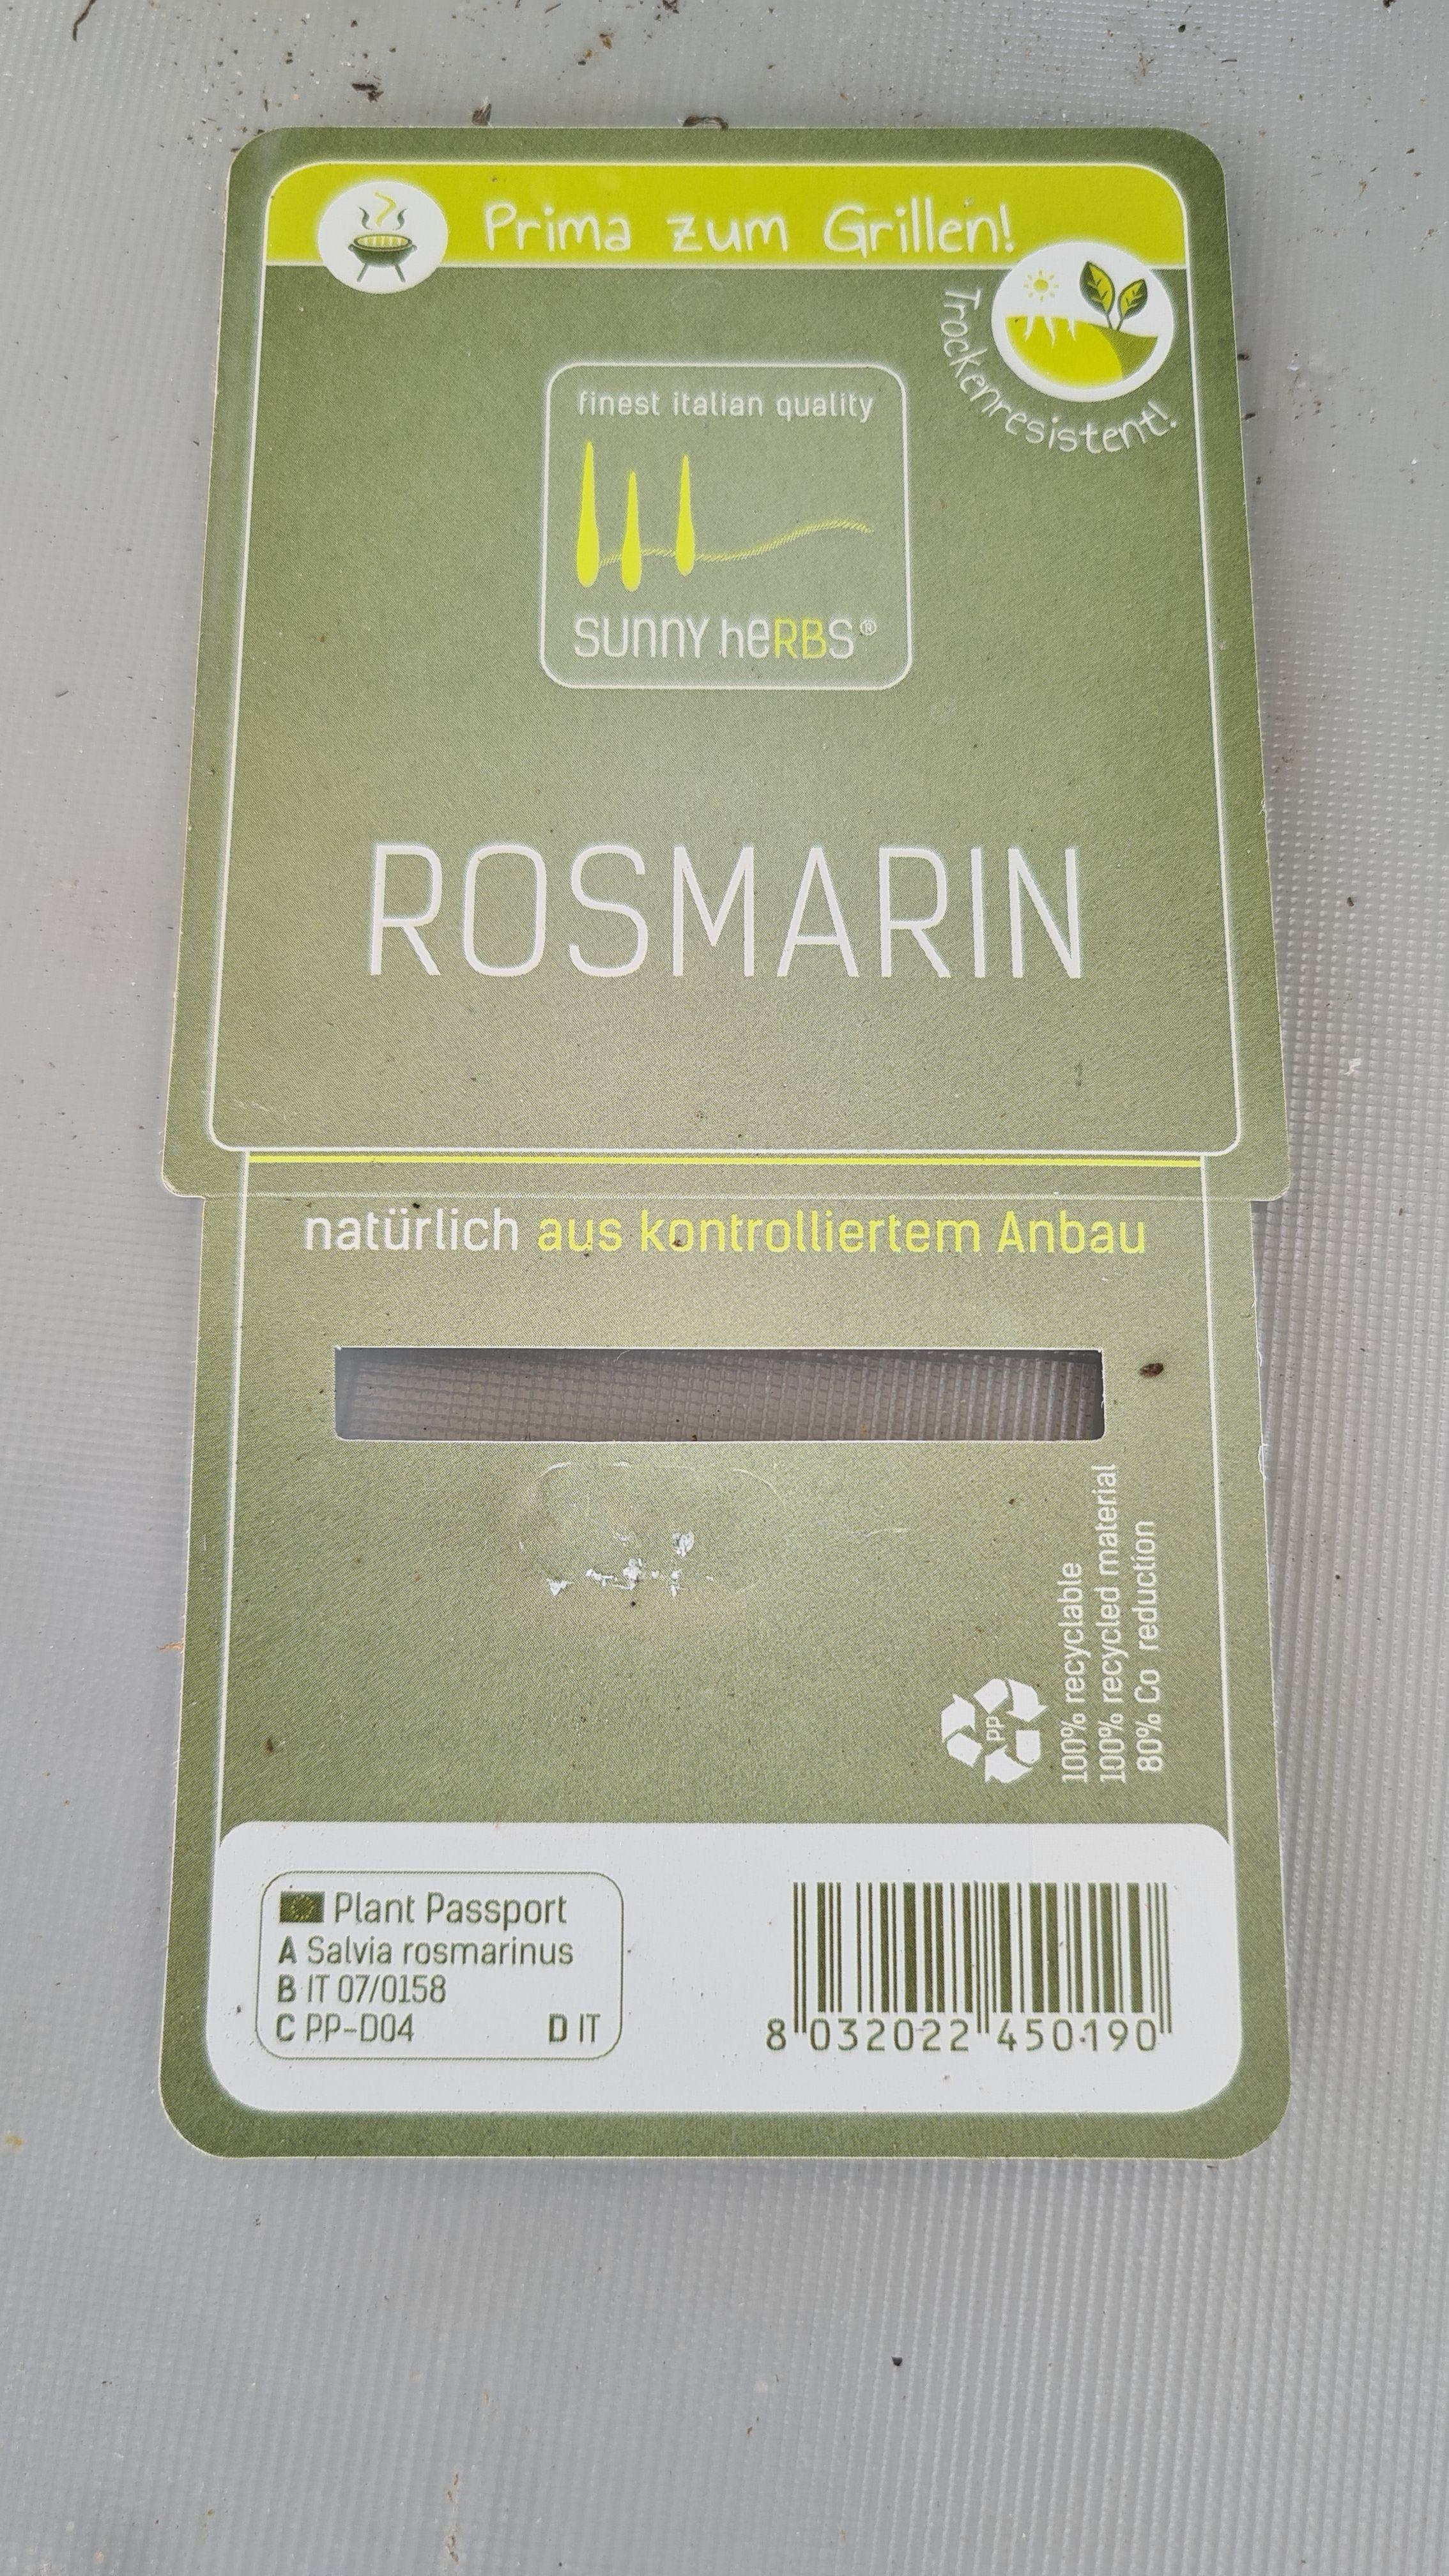 Prima zum Grillen!
Trockenresistent!
finest italian quality
SUNNY heRBS®
ROSMARIN
natürlich aus kontrolliertem Anbau
100% recyclable
100% recycled material
80% Co reduction
PP
Plant Passport
A Salvia rosmarinus
B IT 07/0158
C PP-D04 D IT
8 032022 450190